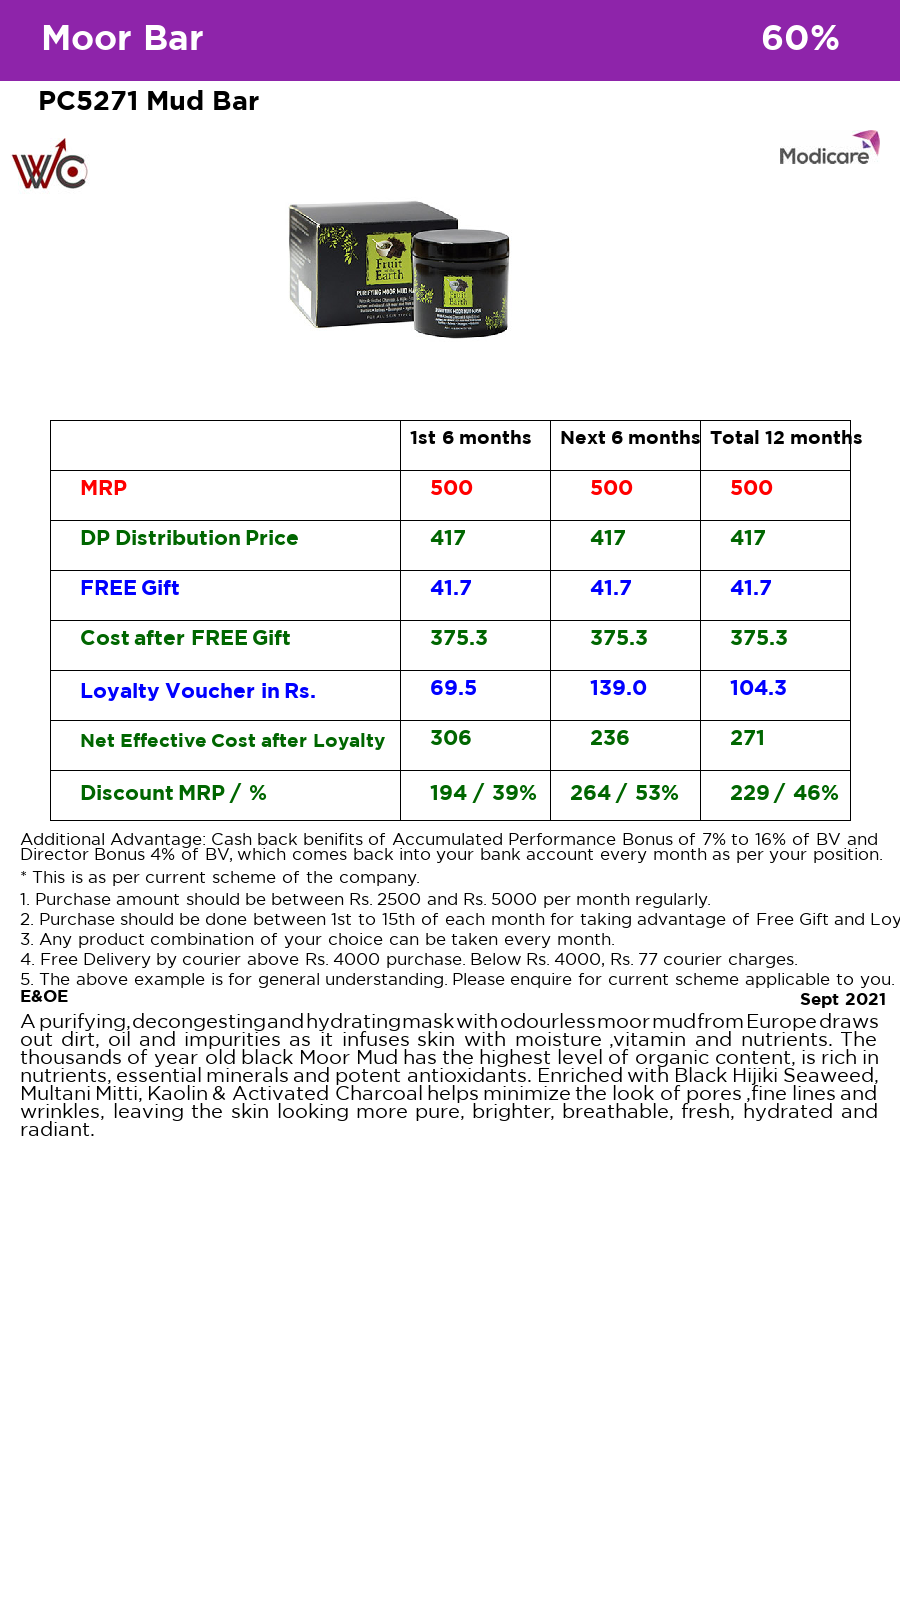 Moor Bar 60%
PC5271 Mud Bar
WC
Modicare
Fruit of the Earth
PURIFYING MOOR MUD MASK
FOR ALL SKIN TYPES
Fruit of the Earth
PURIFYING MOOR MUD MASK
1st 6 months Next 6 months Total 12 months
MRP 500 500 500
DP Distribution Price 417 417 417
FREE Gift 41.7 41.7 41.7
Cost after FREE Gift 375.3 375.3 375.3
Loyalty Voucher in Rs. 69.5 139.0 104.3
Net Effective Cost after Loyalty 306 236 271
Discount MRP / % 194 / 39% 264 / 53% 229 / 46%
Additional Advantage: Cash back benifits of Accumulated Performance Bonus of 7% to 16% of BV and
Director Bonus 4% of BV, which comes back into your bank account every month as per your position.
* This is as per current scheme of the company.
1. Purchase amount should be between Rs. 2500 and Rs. 5000 per month regularly.
2. Purchase should be done between 1st to 15th of each month for taking advantage of Free Gift and Loy
3. Any product combination of your choice can be taken every month.
4. Free Delivery by courier above Rs. 4000 purchase. Below Rs. 4000, Rs. 77 courier charges.
5. The above example is for general understanding. Please enquire for current scheme applicable to you.
E&OE Sept 2021
A purifying, decongesting and hydrating mask with odourless moor mud from Europe draws
out dirt, oil and impurities as it infuses skin with moisture ,vitamin and nutrients. The
thousands of year old black Moor Mud has the highest level of organic content, is rich in
nutrients, essential minerals and potent antioxidants. Enriched with Black Hijiki Seaweed,
Multani Mitti, Kaolin & Activated Charcoal helps minimize the look of pores ,fine lines and
wrinkles, leaving the skin looking more pure, brighter, breathable, fresh, hydrated and
radiant.